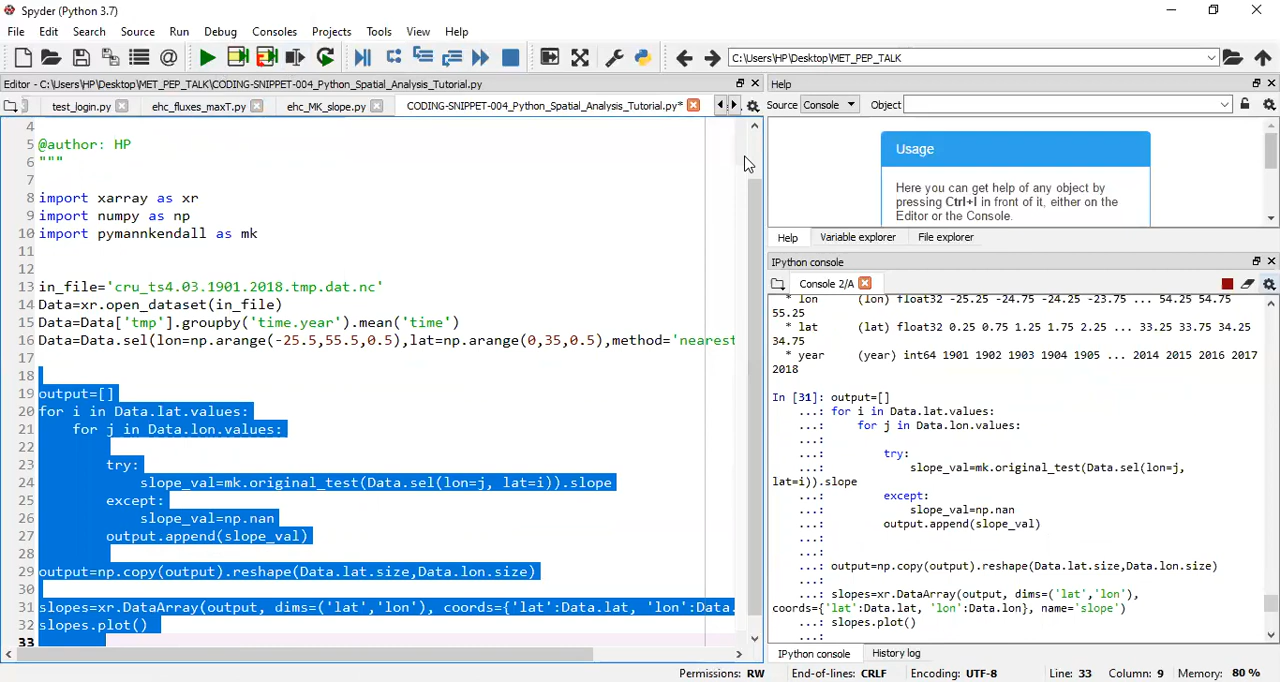 Spyder (Python 3.7)
File Edit Search Source Run Debug Consoles Projects Tools View Help
C:\Users\HP\Desktop\MET_PEP_TALK
Editor - C:\Users\HP\Desktop\MET_PEP_TALK\CODING-SNIPPET-004_Python_Spatial_Analysis_Tutorial.py
test_login.py ehc_fluxes_maxT.py ehc_MK_slope.py CODING-SNIPPET-004_Python_Spatial_Analysis_Tutorial.py*
4
5 @author: HP
6 """
7
8 import xarray as xr
9 import numpy as np
10 import pymannkendall as mk
11
12
13 in_file='cru_ts4.03.1901.2018.tmp.dat.nc'
14 Data=xr.open_dataset(in_file)
15 Data=Data['tmp'].groupby('time.year').mean('time')
16 Data=Data.sel(lon=np.arange(-25.5,55.5,0.5),lat=np.arange(0,35,0.5),method='nearest
17
18
19 output=[]
20 for i in Data.lat.values:
21 for j in Data.lon.values:
22
23 try:
24 slope_val=mk.original_test(Data.sel(lon=j, lat=i)).slope
25 except:
26 slope_val=np.nan
27 output.append(slope_val)
28
29 output=np.copy(output).reshape(Data.lat.size,Data.lon.size)
30
31 slopes=xr.DataArray(output, dims=('lat','lon'), coords={'lat':Data.lat, 'lon':Data.
32 slopes.plot()
33
Help
Source Console Object
Usage
Here you can get help of any object by
pressing Ctrl+I in front of it, either on the
Editor or the Console.
Help Variable explorer File explorer
IPython console
Console 2/A
* lon (lon) float32 -25.25 -24.75 -24.25 -23.75 ... 54.25 54.75
55.25
* lat (lat) float32 0.25 0.75 1.25 1.75 2.25 ... 33.25 33.75 34.25
34.75
* year (year) int64 1901 1902 1903 1904 1905 ... 2014 2015 2016 2017
2018
In [31]: output=[]
...: for i in Data.lat.values:
...: for j in Data.lon.values:
...:
...: try:
...: slope_val=mk.original_test(Data.sel(lon=j,
lat=i)).slope
...: except:
...: slope_val=np.nan
...: output.append(slope_val)
...:
...:
...: output=np.copy(output).reshape(Data.lat.size,Data.lon.size)
...:
...: slopes=xr.DataArray(output, dims=('lat','lon'),
coords={'lat':Data.lat, 'lon':Data.lon}, name='slope')
...: slopes.plot()
...:
IPython console History log
Permissions: RW End-of-lines: CRLF Encoding: UTF-8 Line: 33 Column: 9 Memory: 80 %